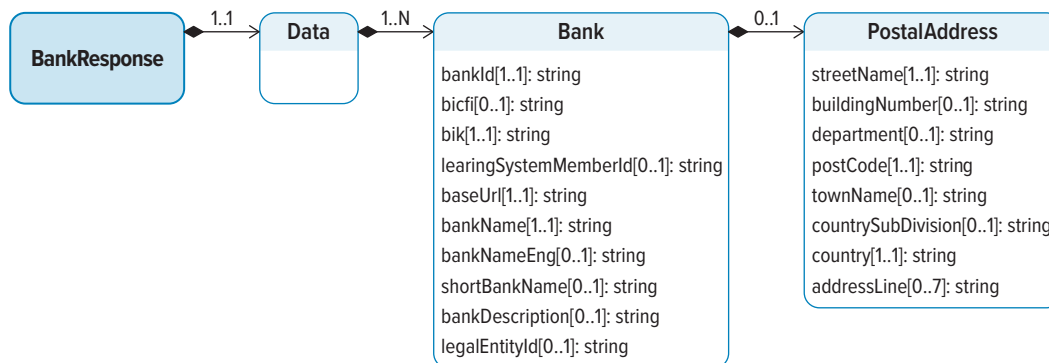 BankResponse
1..1
Data
1..N
Bank
bankId[1..1]: string
bicfi[0..1]: string
bik[1..1]: string
learingSystemMemberId[0..1]: string
baseUrl[1..1]: string
bankName[1..1]: string
bankNameEng[0..1]: string
shortBankName[0..1]: string
bankDescription[0..1]: string
legalEntityId[0..1]: string
0..1
PostalAddress
streetName[1..1]: string
buildingNumber[0..1]: string
department[0..1]: string
postCode[1..1]: string
townName[0..1]: string
countrySubDivision[0..1]: string
country[1..1]: string
addressLine[0..7]: string